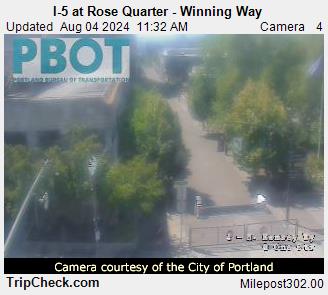 I-5 at Rose Quarter - Winning Way
Updated Aug 04 2024 11:32 AM Camera 4
PBOT
PORTLAND BUREAU OF TRANSPORTATION
Camera courtesy of the City of Portland
TripCheck.com Milepost302.00